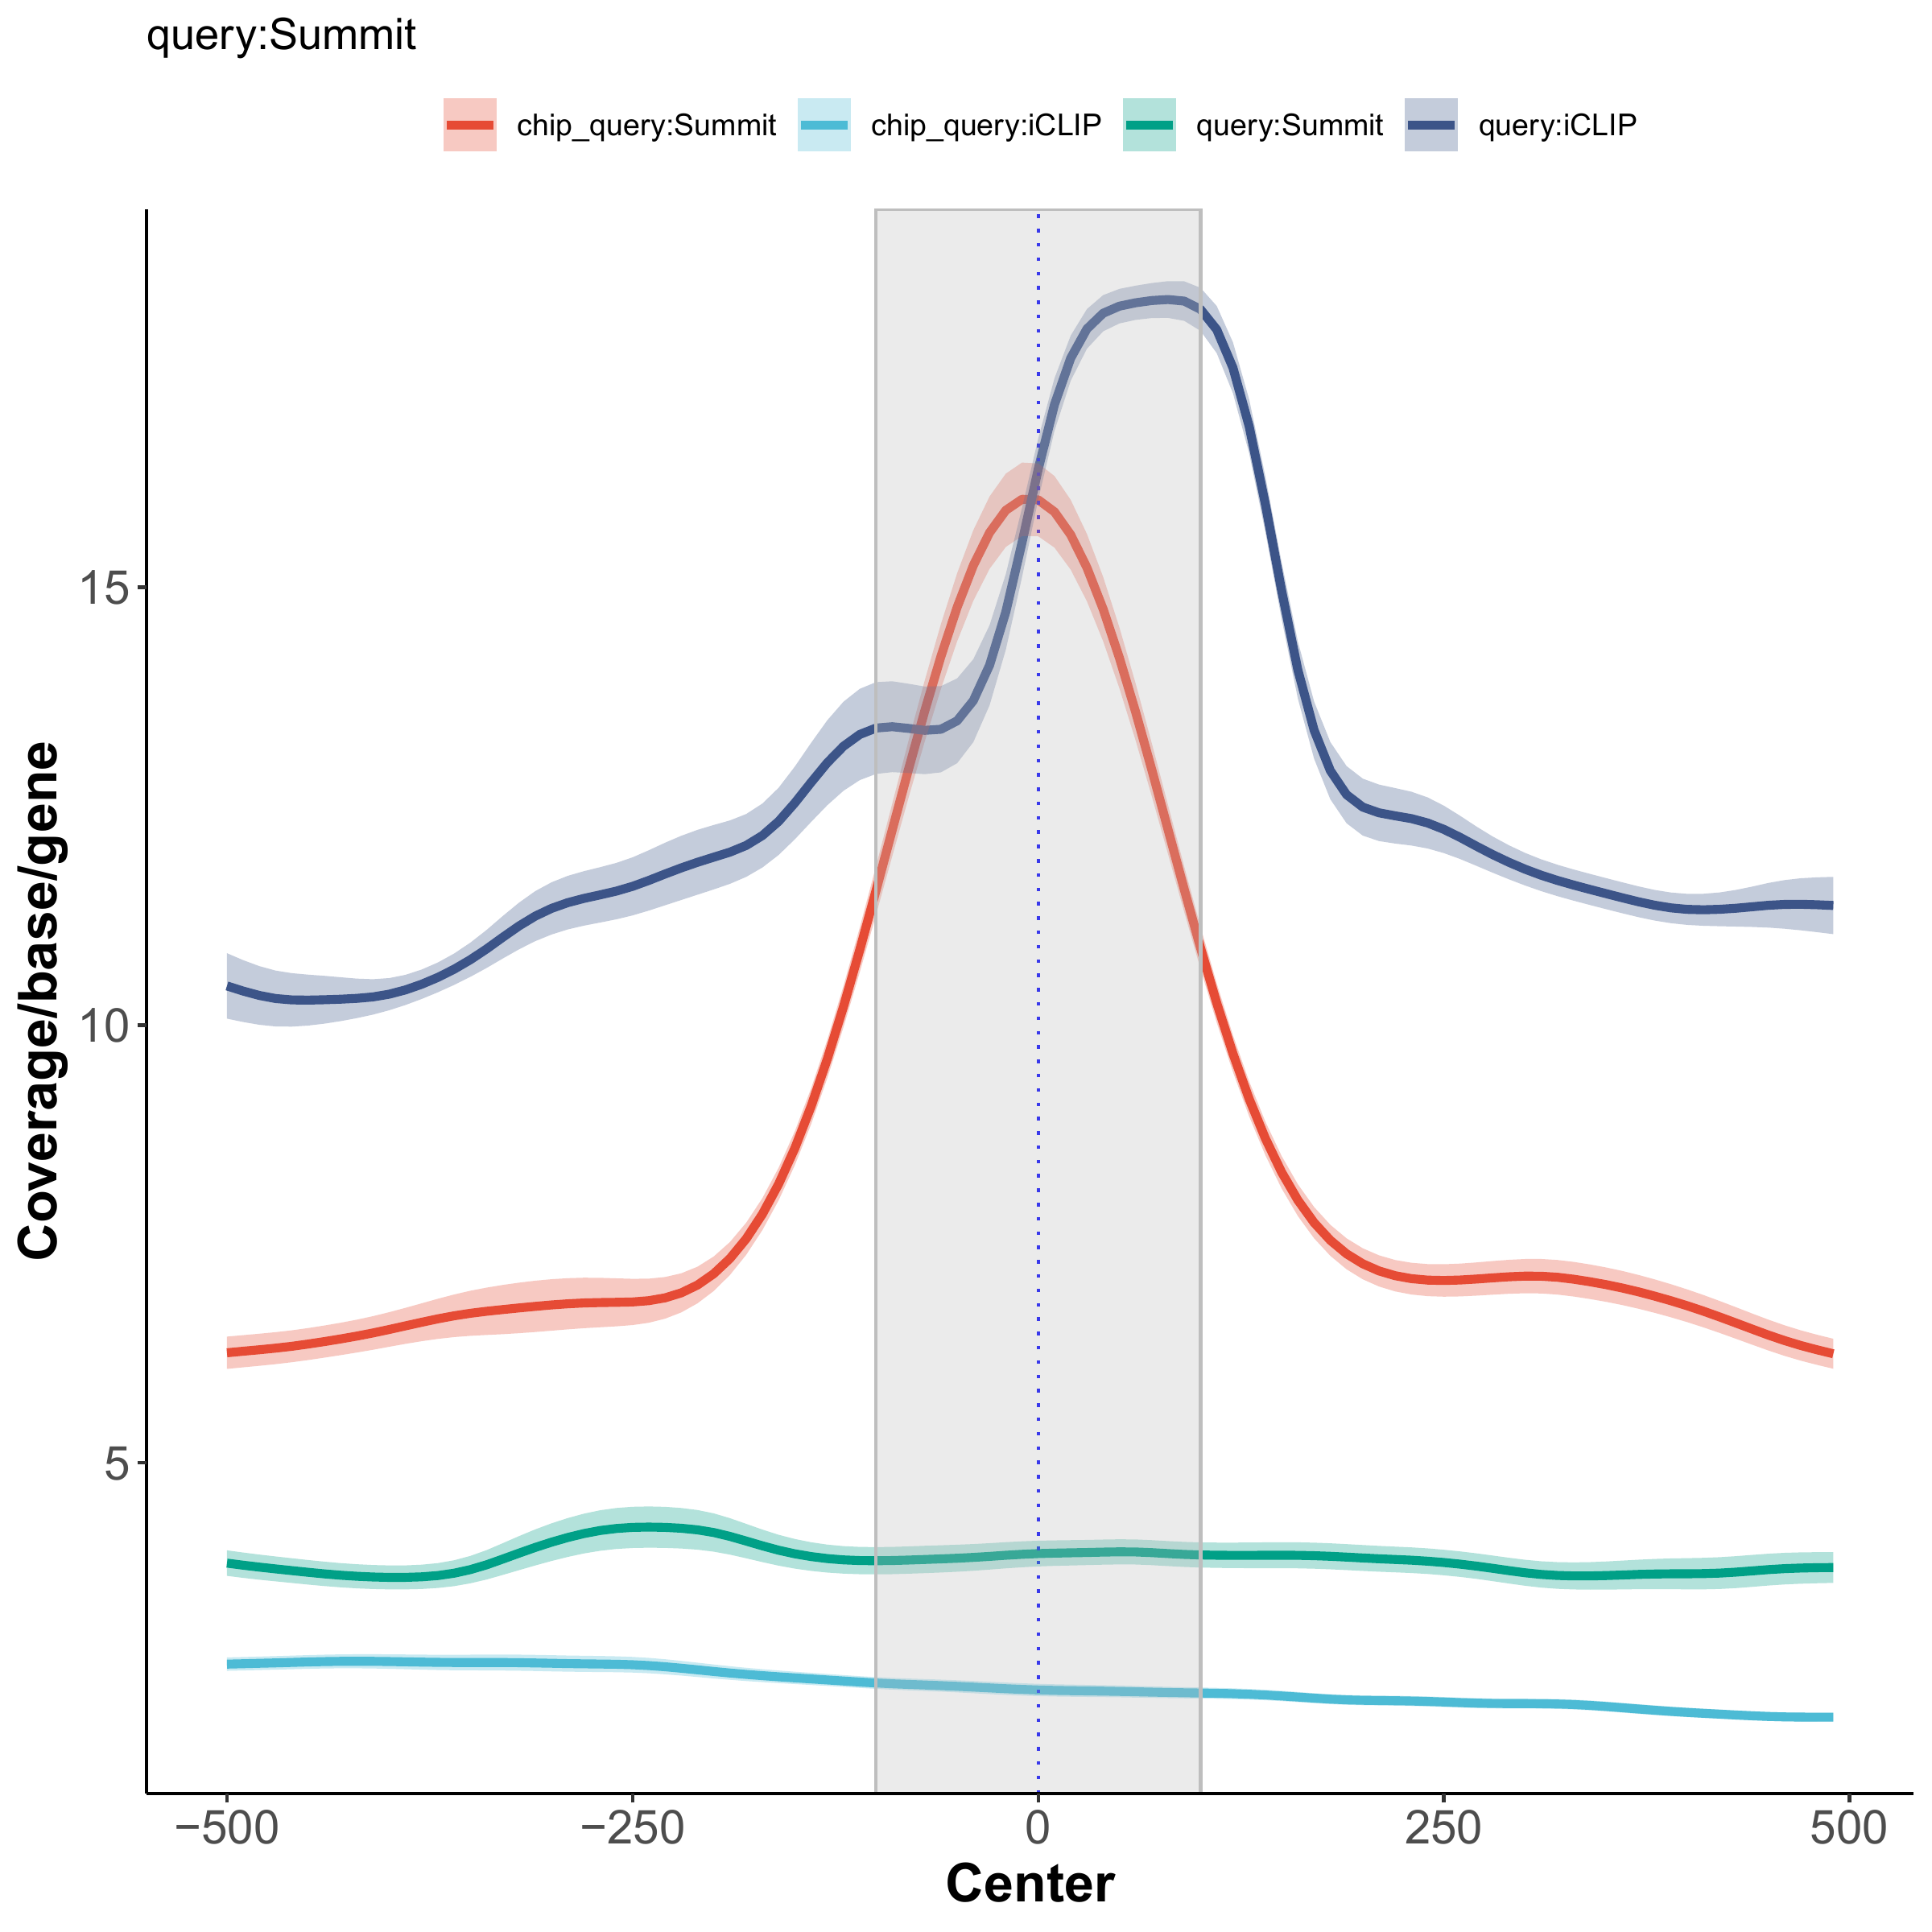 query:Summit
chip_query:Summit chip_query:iCLIP query:Summit query:iCLIP
Coverage/base/gene
15
10
5
−500 −250 0 250 500
Center